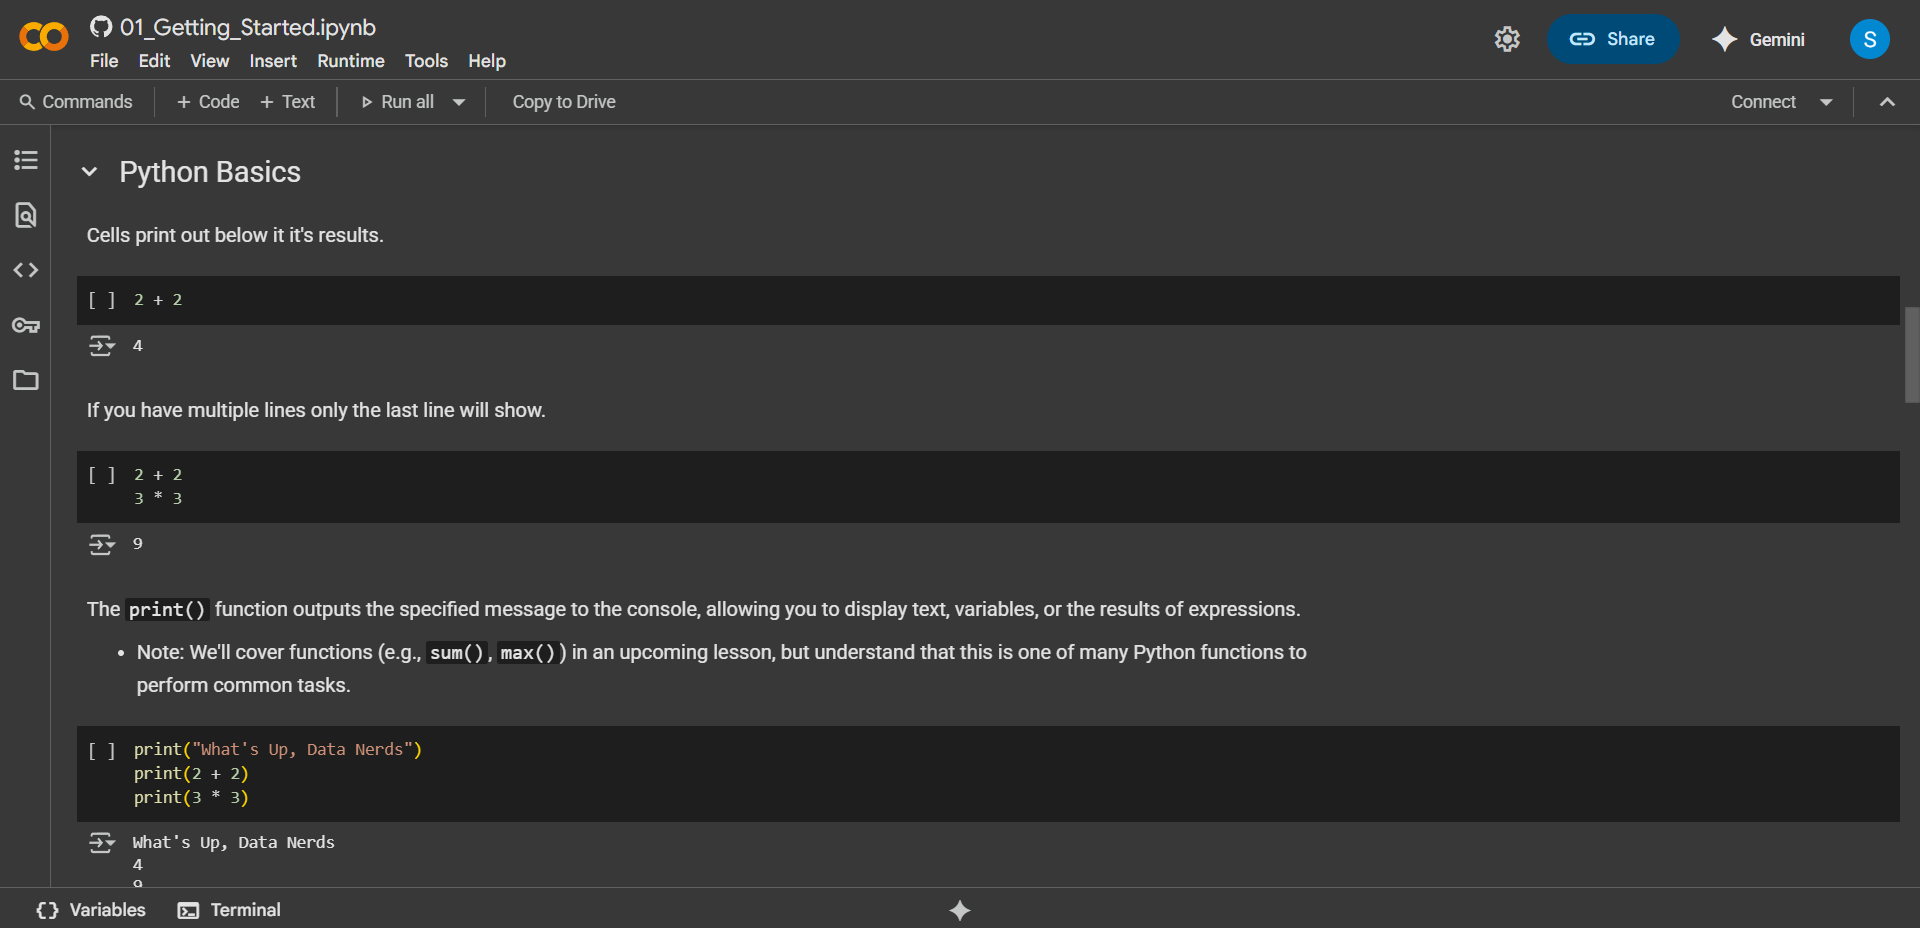 01_Getting_Started.ipynb
File Edit View Insert Runtime Tools Help
Share
Gemini
S
Commands + Code + Text Run all Copy to Drive Connect
Python Basics
Cells print out below it it's results.
[ ] 2 + 2
4
If you have multiple lines only the last line will show.
[ ] 2 + 2
3 * 3
9
The print() function outputs the specified message to the console, allowing you to display text, variables, or the results of expressions.
• Note: We'll cover functions (e.g., sum(), max()) in an upcoming lesson, but understand that this is one of many Python functions to
perform common tasks.
[ ] print("What's Up, Data Nerds")
print(2 + 2)
print(3 * 3)
What's Up, Data Nerds
4
9
{} Variables Terminal